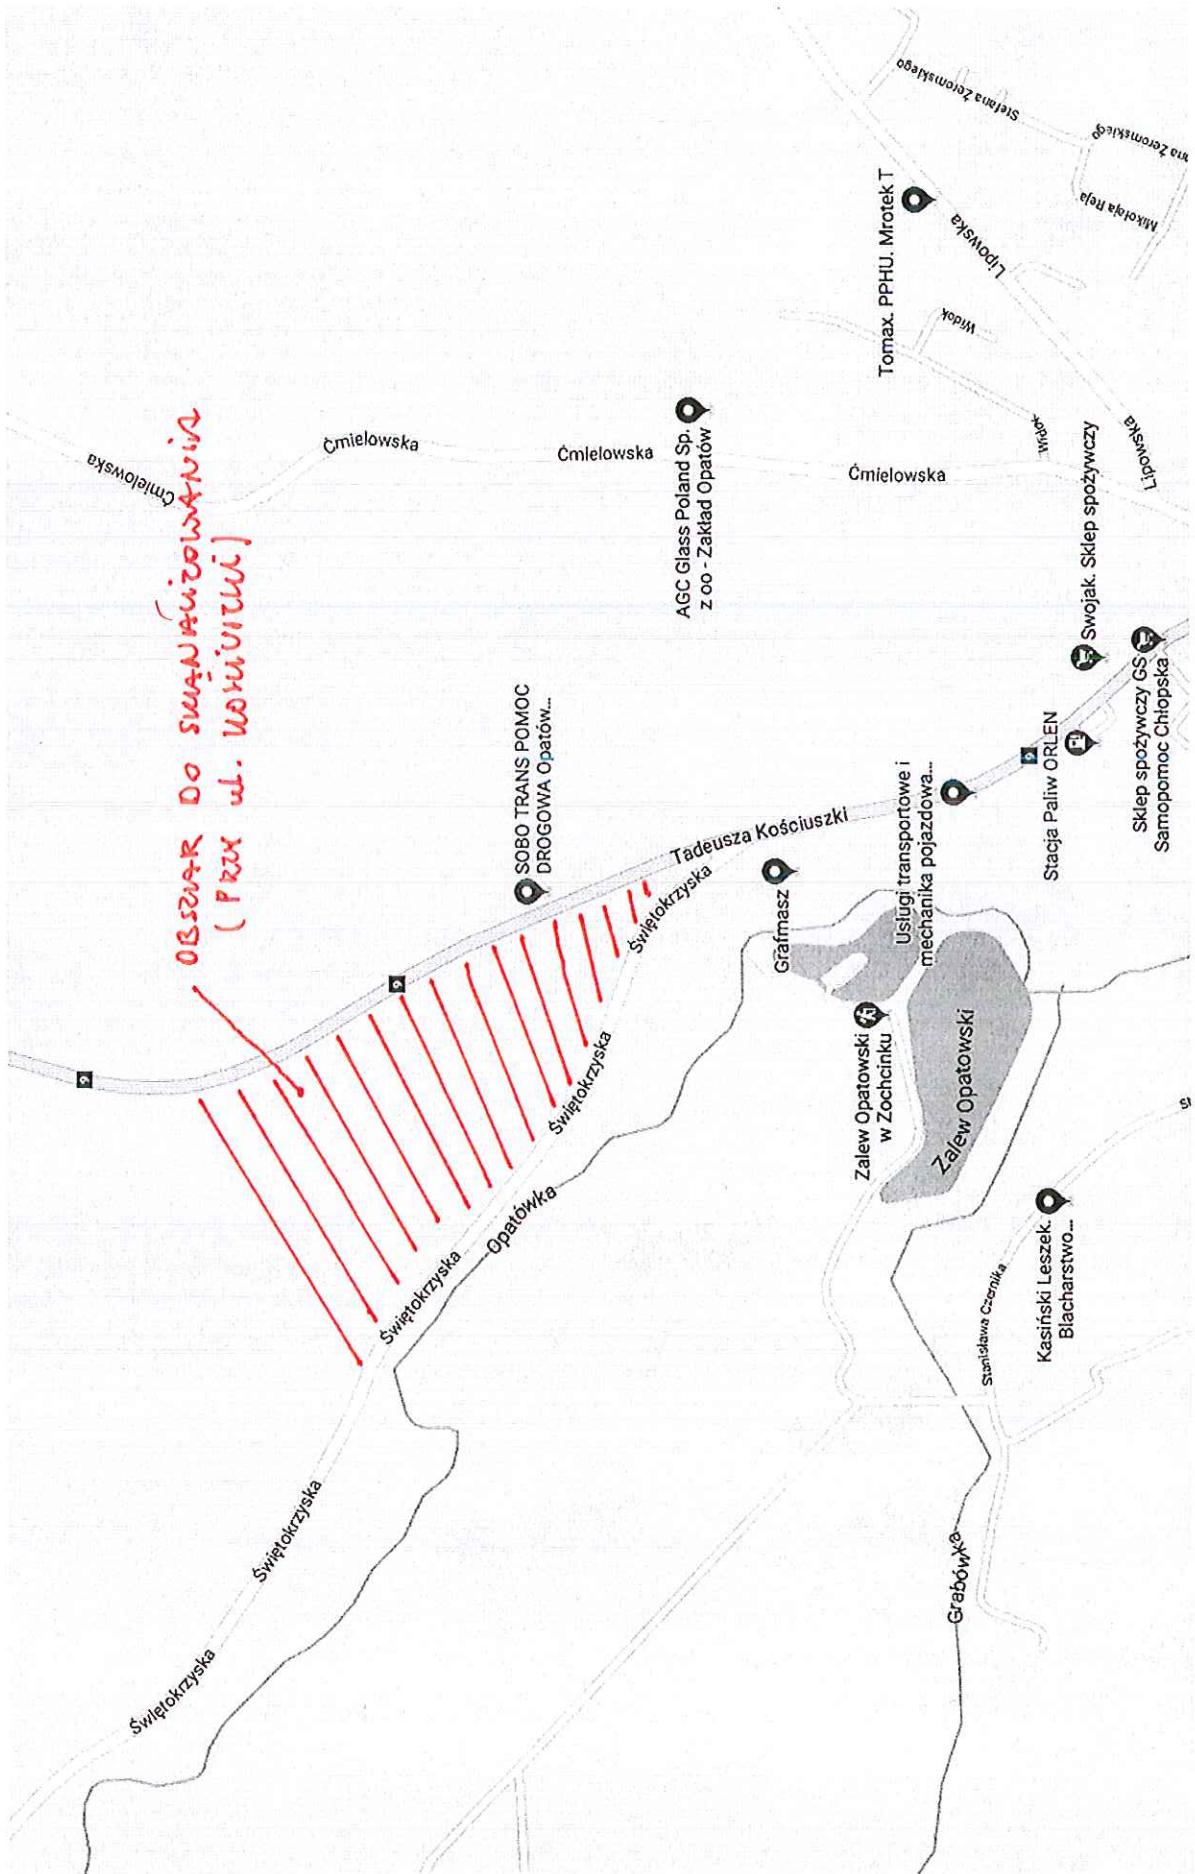 9
Ćmielowska
Świętokrzyska
OBSZAR DO SKANALIZOWANIA
(PRZY ul. KOŚCIUSZKI)
Świętokrzyska
Ćmielowska
9
Świętokrzyska
Opatówka
SOBO TRANS POMOC
DROGOWA Opatów...
Świętokrzyska
Ćmielowska
Świętokrzyska
AGC Glass Poland Sp.
z oo - Zakład Opatów
Tadeusza Kościuszki
Grafmasz
Zalew Opatowski
w Zochcinku
Usługi transportowe i
mechanika pojazdowa...
Ćmielowska
Tomax. PPHU. Mrotek T
Stefana Żeromskiego
Lipowska
Widok
Zalew Opatowski
Grabówka
Stanisława Czernika
9
Widok
Kasiński Leszek.
Blacharstwo...
Stacja Paliw ORLEN
Swojak. Sklep spożywczy
Mikołaja Reja
Sklep spożywczy GS
Samopomoc Chłopska
Lipowska